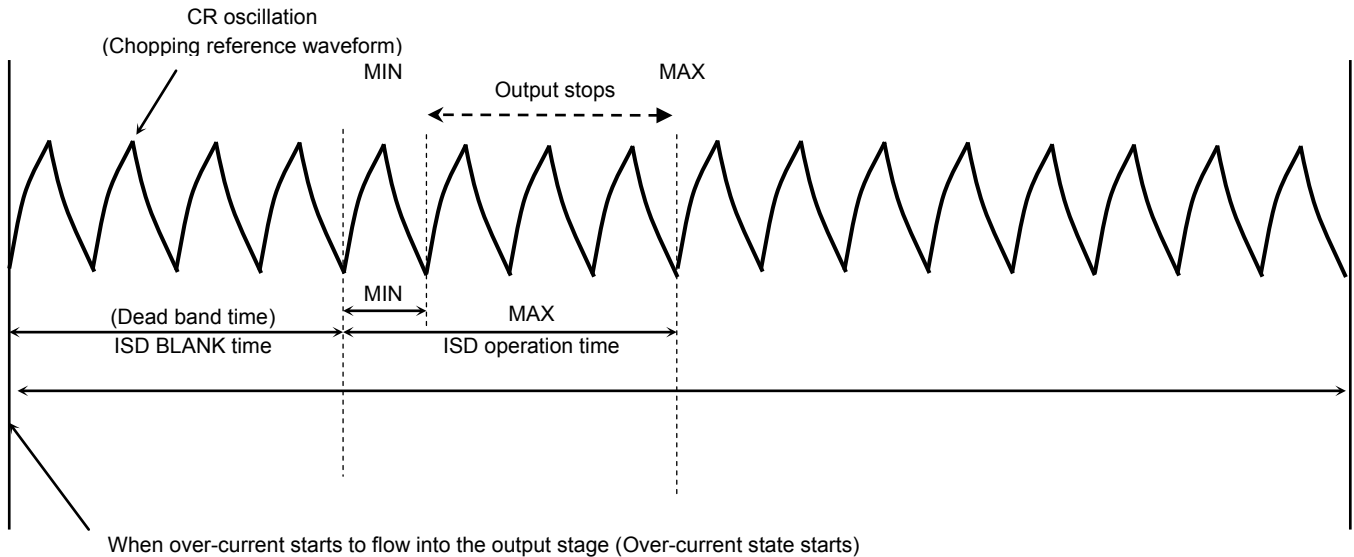 CR oscillation
(Chopping reference waveform)
MIN
MAX
Output stops
MIN
(Dead band time)
MAX
ISD BLANK time
ISD operation time
When over-current starts to flow into the output stage (Over-current state starts)